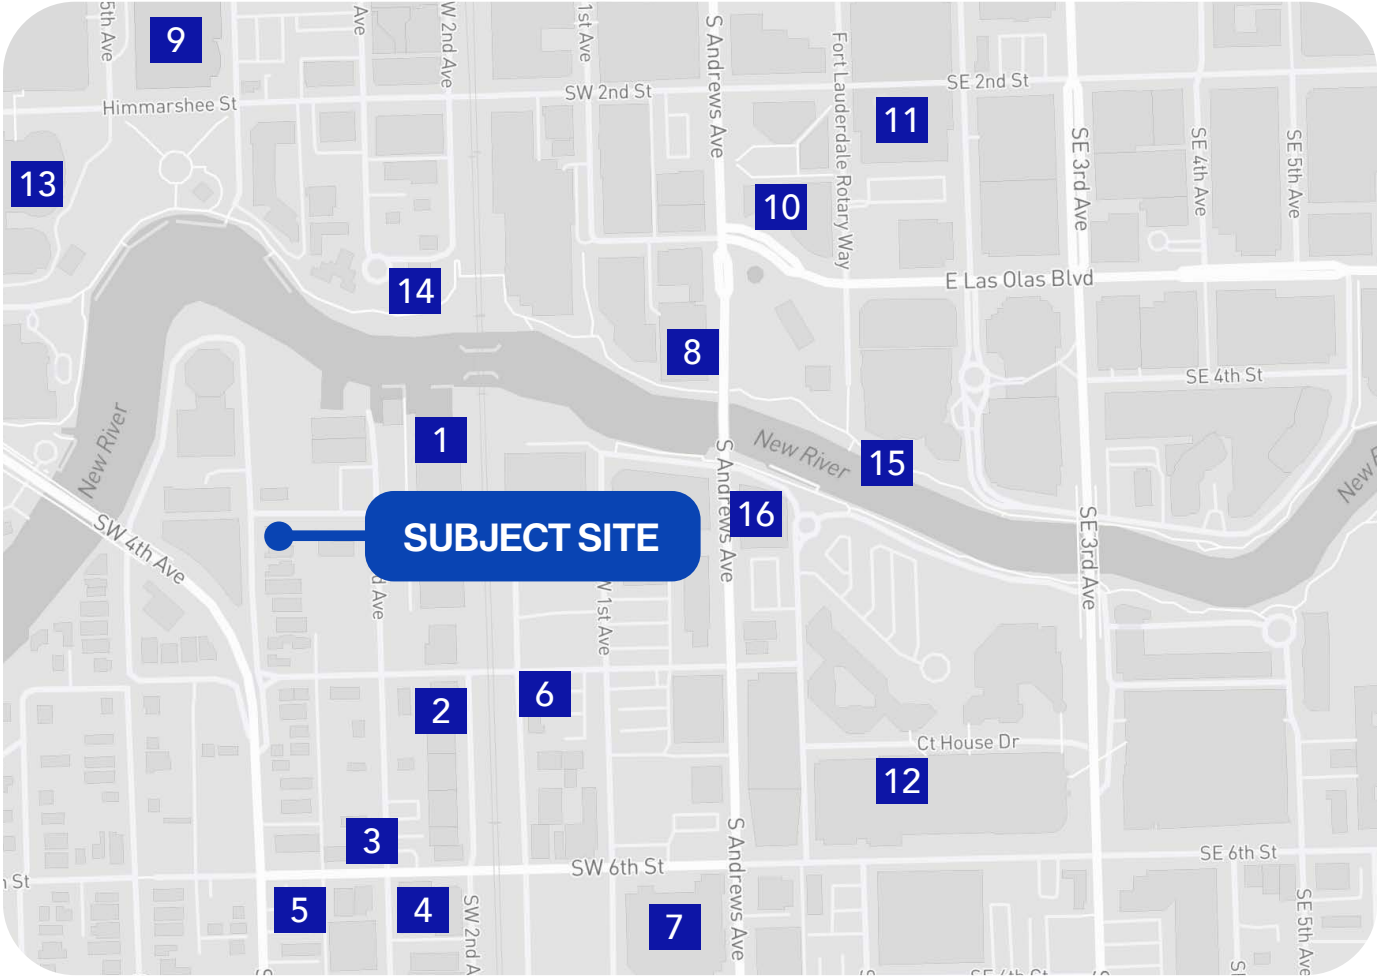 5th Ave
9
Ave
W 2nd Ave
1st Ave
S Andrews Ave
Fort Lauderdale Rotary Way
Himmarshee St
SW 2nd St
SE 2nd St
11
SE 3rd Ave
SE 4th Ave
SE 5th Ave
13
10
14
E Las Olas Blvd
8
SE 4th St
1
New River
New River
15
New
S Andrews Ave
16
SUBJECT SITE
SW 4th Ave
SE 3rd Ave
d Ave
W 1st Ave
2
6
Ct House Dr
12
3
S Andrews Ave
SW 6th St
SE 6th St
St
5
4
SW 2nd A
7
SE 5th Ave